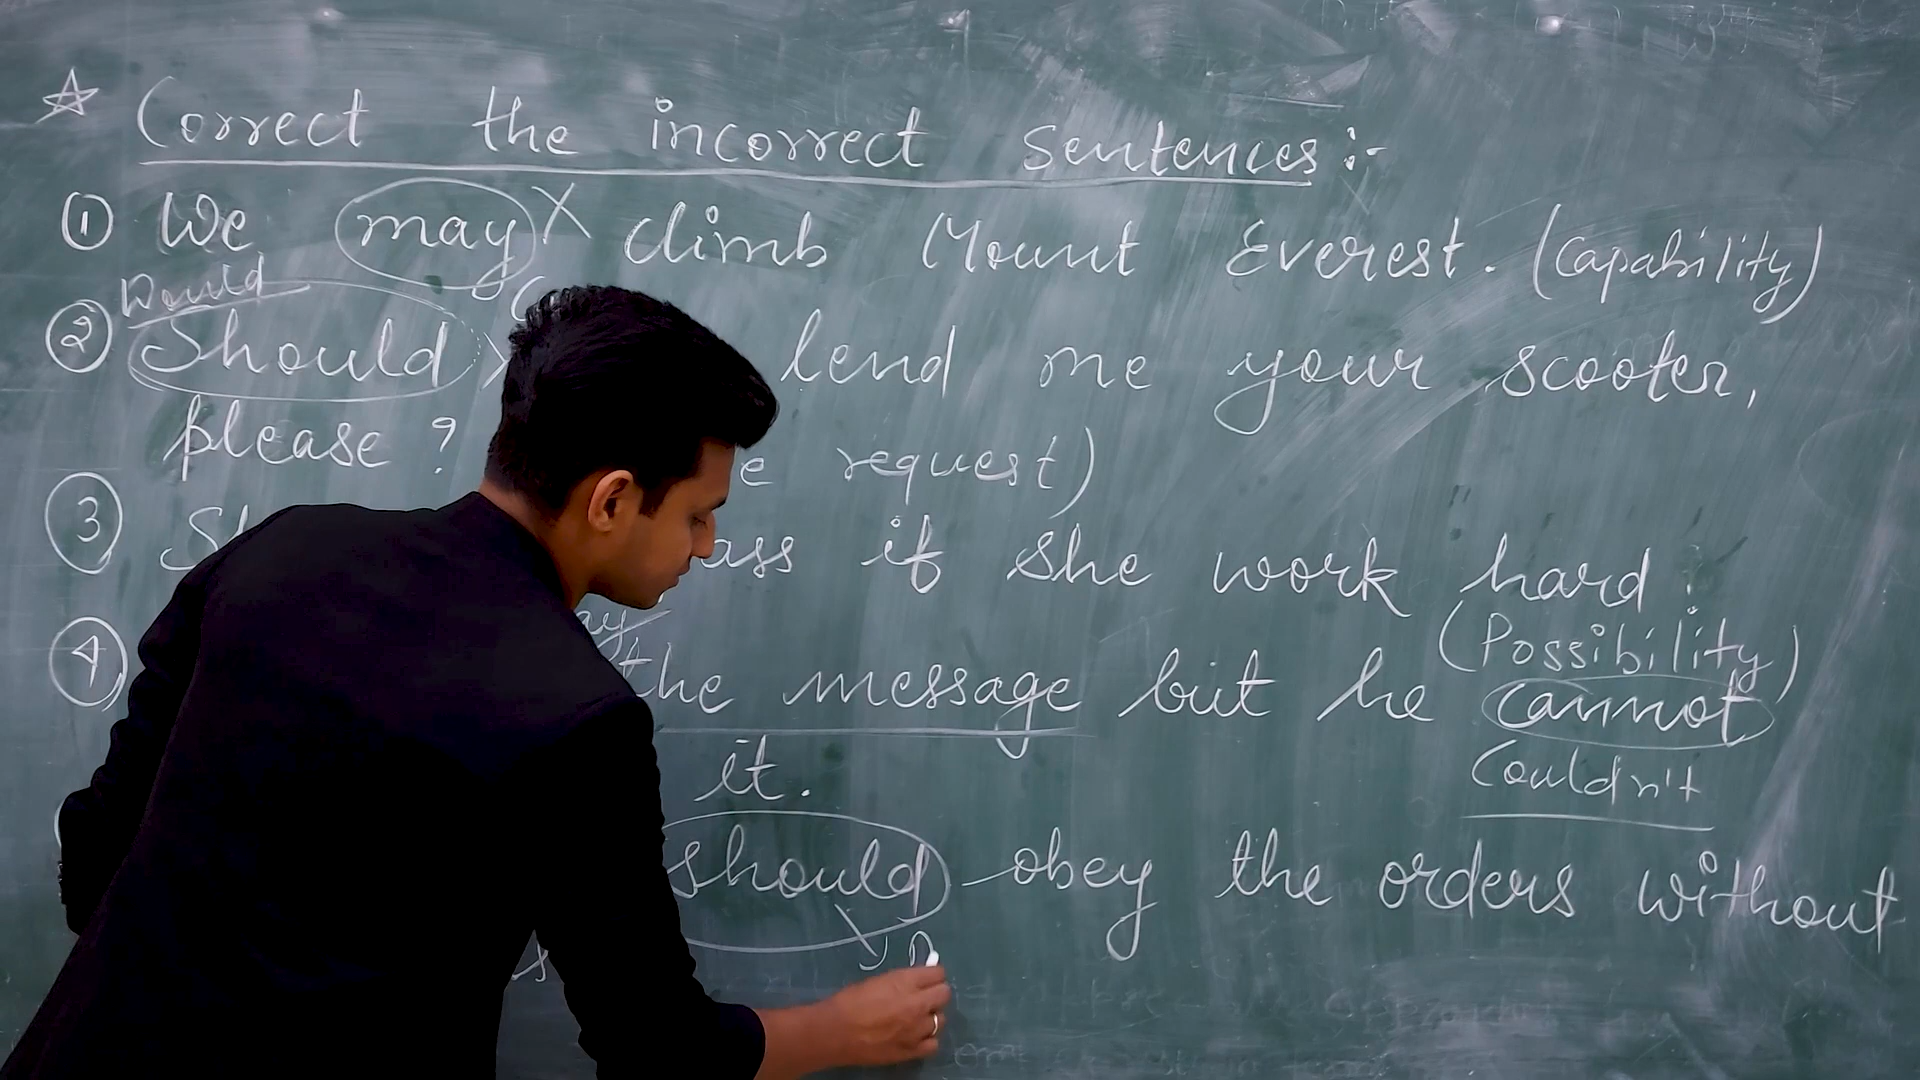 ☆ Correct the incorrect sentences :-
① We may X climb Mount Everest. (Capability)
Would
② Should X lend me your scooter,
please ? request)
③ if she work hard.
(Possibility)
④ the message but he cannot
it. Couldn't
should obey the orders without